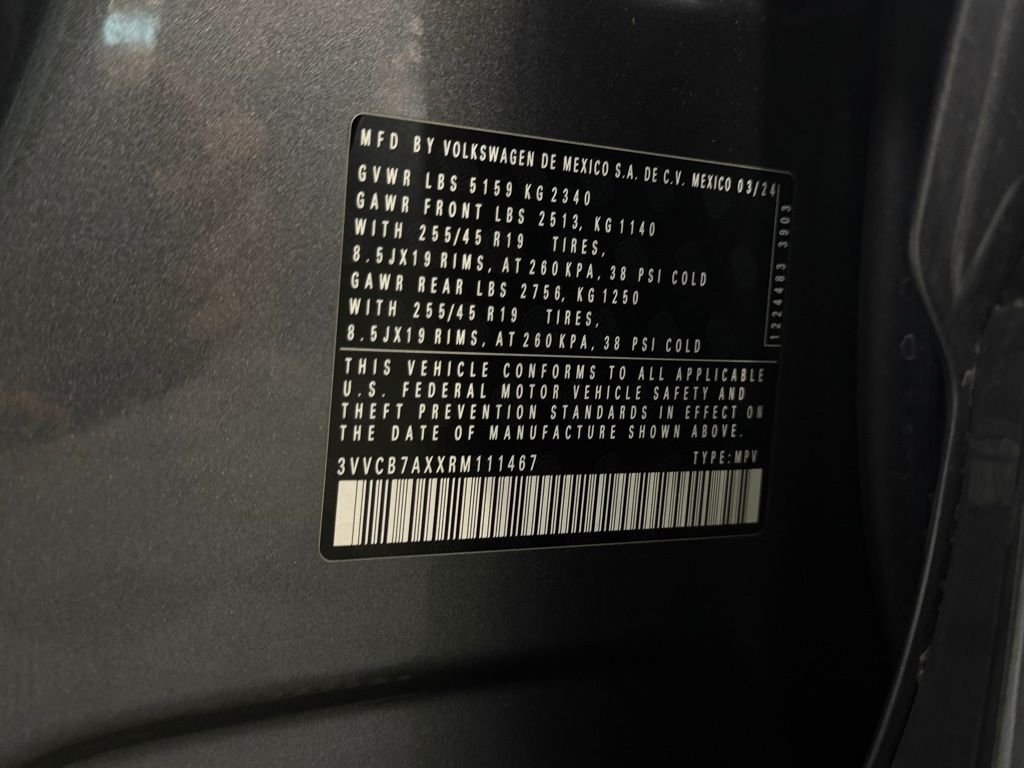 MFD BY VOLKSWAGEN DE MEXICO S.A. DE C.V. MEXICO 03/24
GVWR LBS 5159 KG 2340
GAWR FRONT LBS 2513, KG 1140
WITH 255/45 R19 TIRES,
8.5JX19 RIMS, AT 260 KPA, 38 PSI COLD
GAWR REAR LBS 2756, KG 1250
WITH 255/45 R19 TIRES,
8.5JX19 RIMS, AT 260 KPA, 38 PSI COLD
1224483 3903
THIS VEHICLE CONFORMS TO ALL APPLICABLE
U.S. FEDERAL MOTOR VEHICLE SAFETY AND
THEFT PREVENTION STANDARDS IN EFFECT ON
THE DATE OF MANUFACTURE SHOWN ABOVE.
3VVCB7AXXRM111467 TYPE: MPV